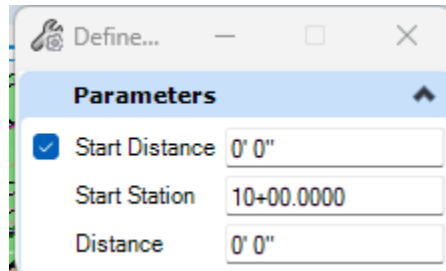 Define...
Parameters
Start Distance 0' 0"
Start Station 10+00.0000
Distance 0' 0"